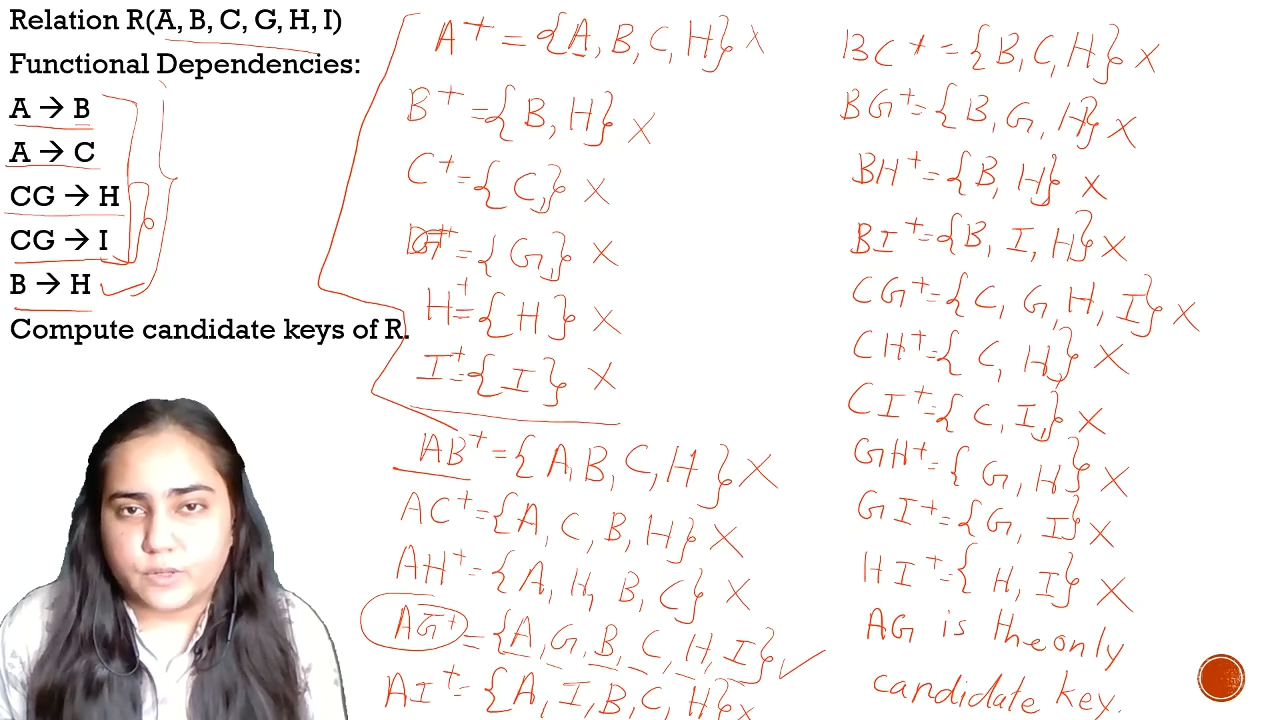 Relation R(A, B, C, G, H, I)
Functional Dependencies:
A → B
A → C
CG → H
CG → I
B → H
Compute candidate keys of R.
A⁺ = {A, B, C, H} X
B⁺ = {B, H} X
C⁺ = {C,} X
G⁺ = {G,} X
H⁺ = {H} X
I⁺ = {I} X
AB⁺ = {A, B, C, H} X
AC⁺ = {A, C, B, H} X
AH⁺ = {A, H, B, C} X
AG⁺ = {A, G, B, C, H, I} ✓
AI⁺ = {A, I, B, C, H} X
BC⁺ = {B, C, H} X
BG⁺ = {B, G, H} X
BH⁺ = {B, H} X
BI⁺ = {B, I, H} X
CG⁺ = {C, G, H, I} X
CH⁺ = {C, H} X
CI⁺ = {C, I,} X
GH⁺ = {G, H} X
GI⁺ = {G, I} X
HI⁺ = {H, I} X
AG is the only
candidate key.